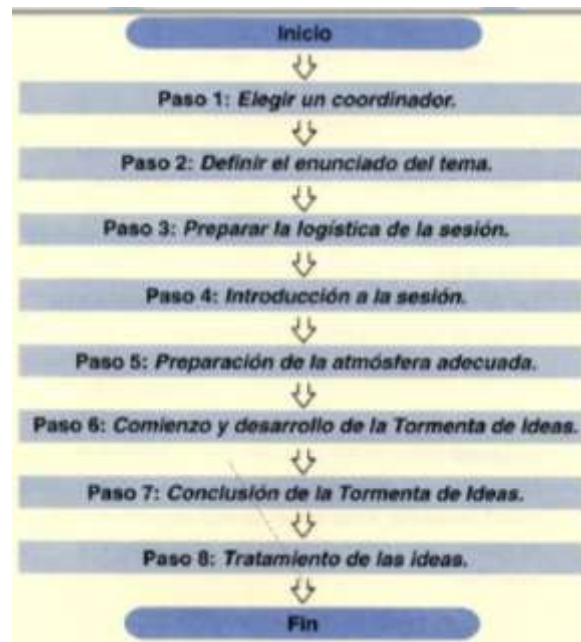 Inicio
Paso 1: Elegir un coordinador.
Paso 2: Definir el enunciado del tema.
Paso 3: Preparar la logística de la sesión.
Paso 4: Introducción a la sesión.
Paso 5: Preparación de la atmósfera adecuada.
Paso 6: Comienzo y desarrollo de la Tormenta de Ideas.
Paso 7: Conclusión de la Tormenta de Ideas.
Paso 8: Tratamiento de las ideas.
Fin